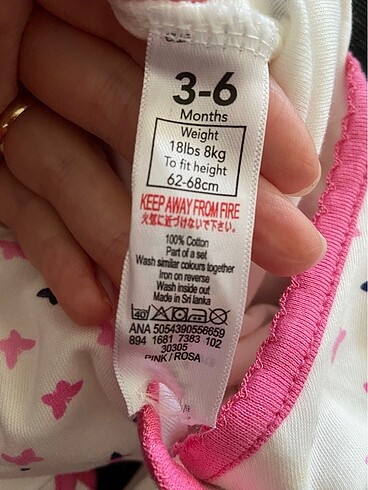 3-6
Months
Weight
18lbs 8kg
To fit height
62-68cm
KEEP AWAY FROM FIRE
火気に近づけないで下さい。
100% Cotton
Part of a set
Wash similar colours together
Iron on reverse
Wash inside out
Made in Sri lanka
40
ANA 5054390556659
894 1681 7383 102
30305
PINK / ROSA